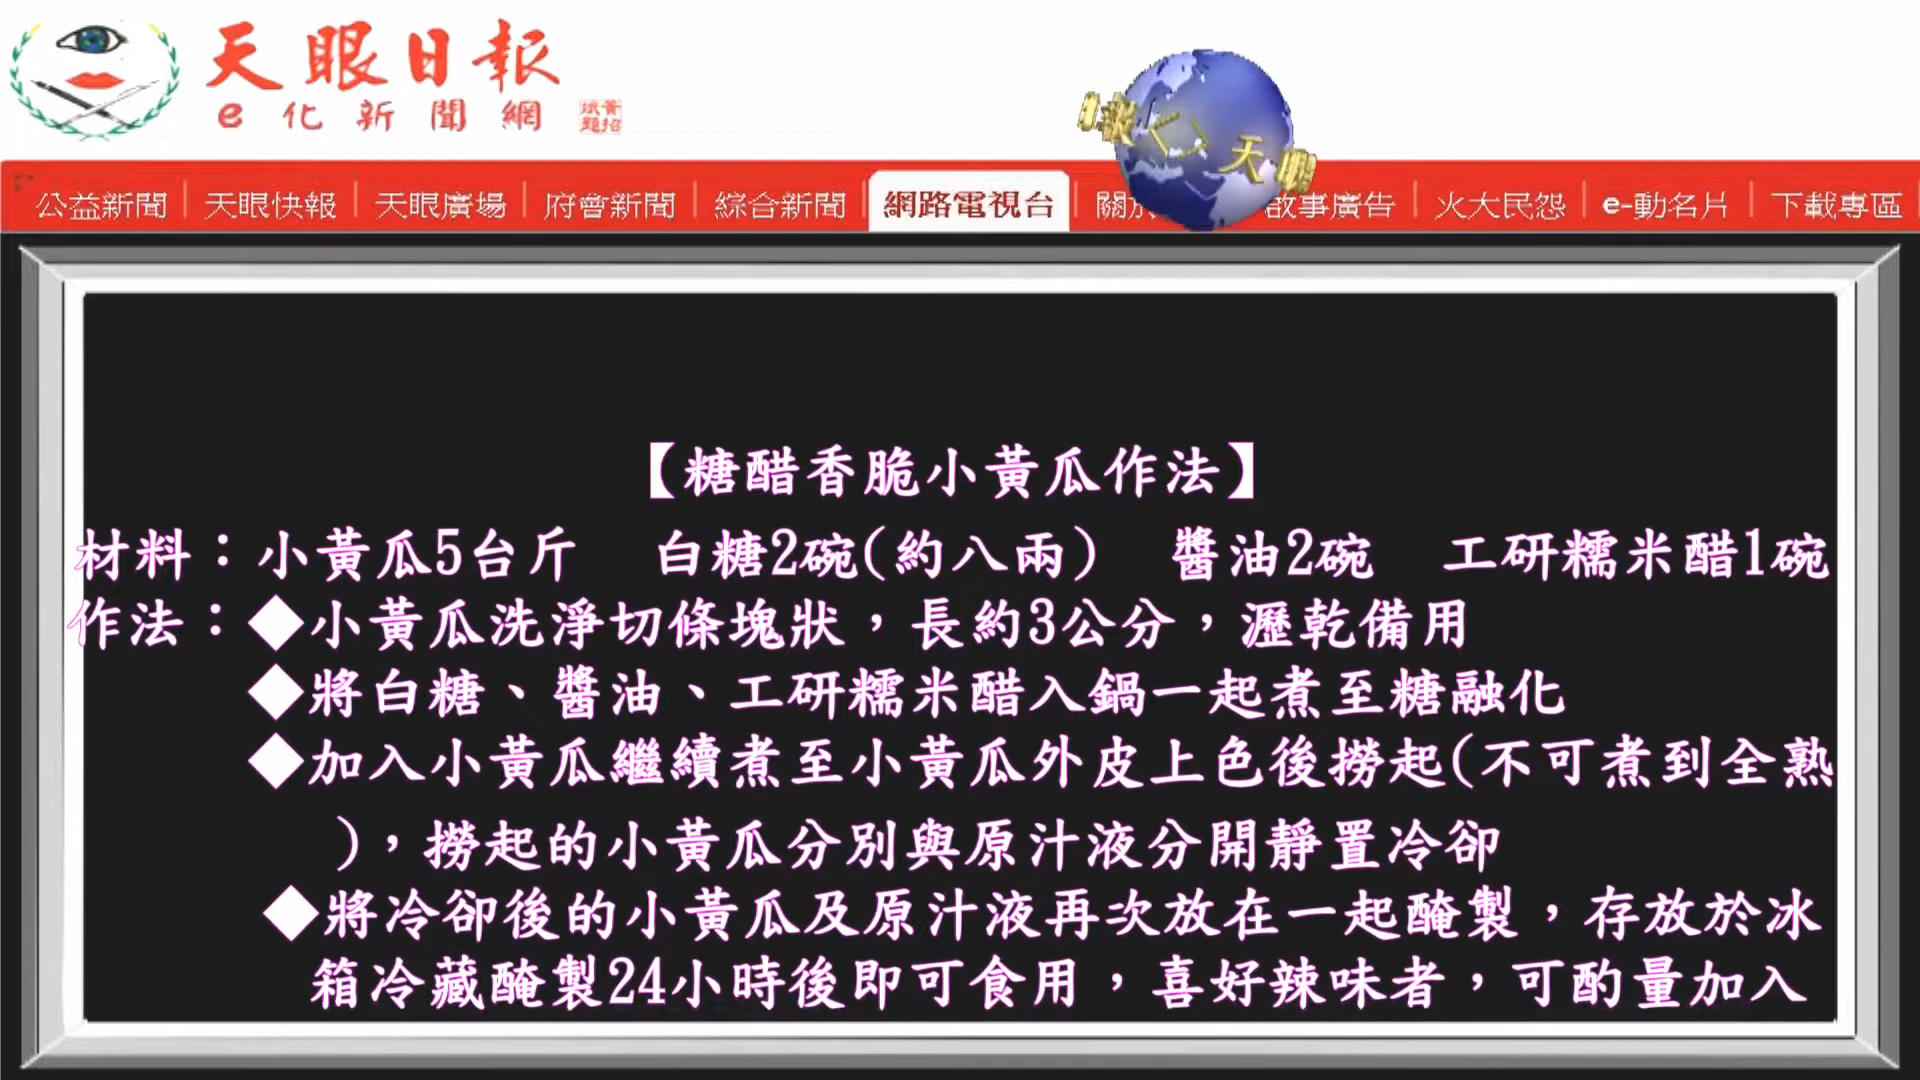 天眼日報
e化新聞網
公益新聞 天眼快報 天眼廣場 府會新聞 綜合新聞 網路電視台 關於 啟事廣告 火大民怨 e-動名片 下載專區
天眼
【糖醋香脆小黃瓜作法】
材料：小黃瓜5台斤 白糖2碗(約八兩) 醬油2碗 工研糯米醋1碗
作法：◆小黃瓜洗淨切條塊狀，長約3公分，瀝乾備用
◆將白糖、醬油、工研糯米醋入鍋一起煮至糖融化
◆加入小黃瓜繼續煮至小黃瓜外皮上色後撈起(不可煮到全熟
)，撈起的小黃瓜分別與原汁液分開靜置冷卻
◆將冷卻後的小黃瓜及原汁液再次放在一起醃製，存放於冰
箱冷藏醃製24小時後即可食用，喜好辣味者，可酌量加入